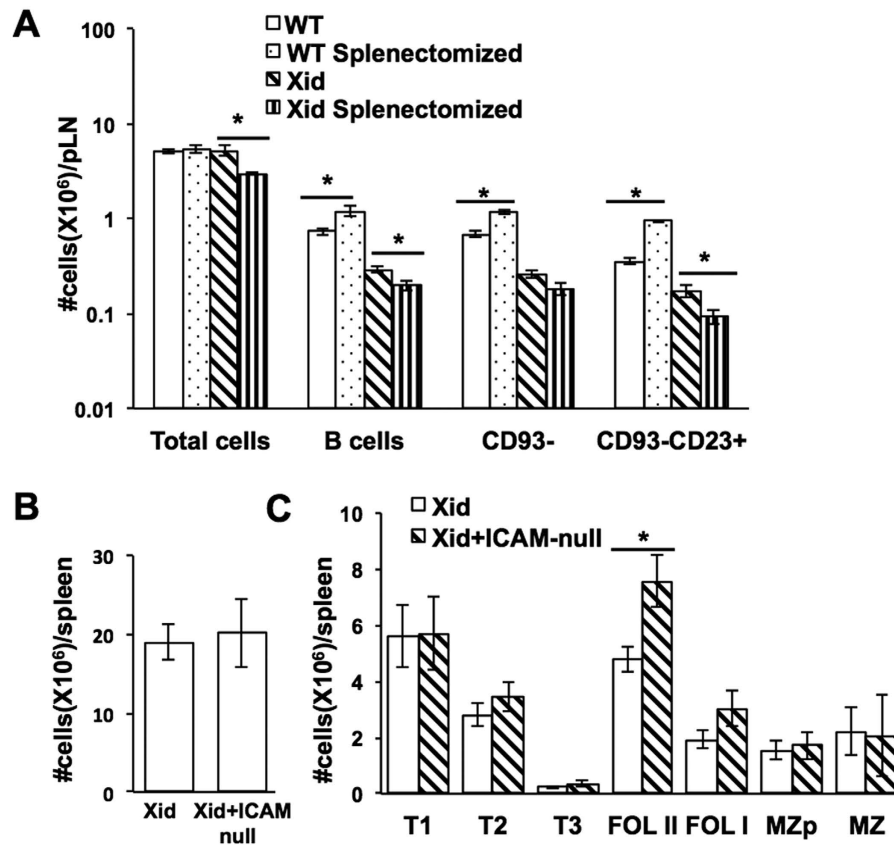 A
WT
WT Splenectomized
Xid
Xid Splenectomized
#cells(X10⁶)/pLN
100
10
1
0.1
0.01
*
*
*
*
*
*
Total cells
B cells
CD93-
CD93-CD23+
B
#cells(X10⁶)/spleen
30
20
10
0
Xid
Xid+ICAM
null
C
Xid
Xid+ICAM-null
#cells(X10⁶)/spleen
10
8
6
4
2
0
*
T1
T2
T3
FOL II
FOL I
MZp
MZ